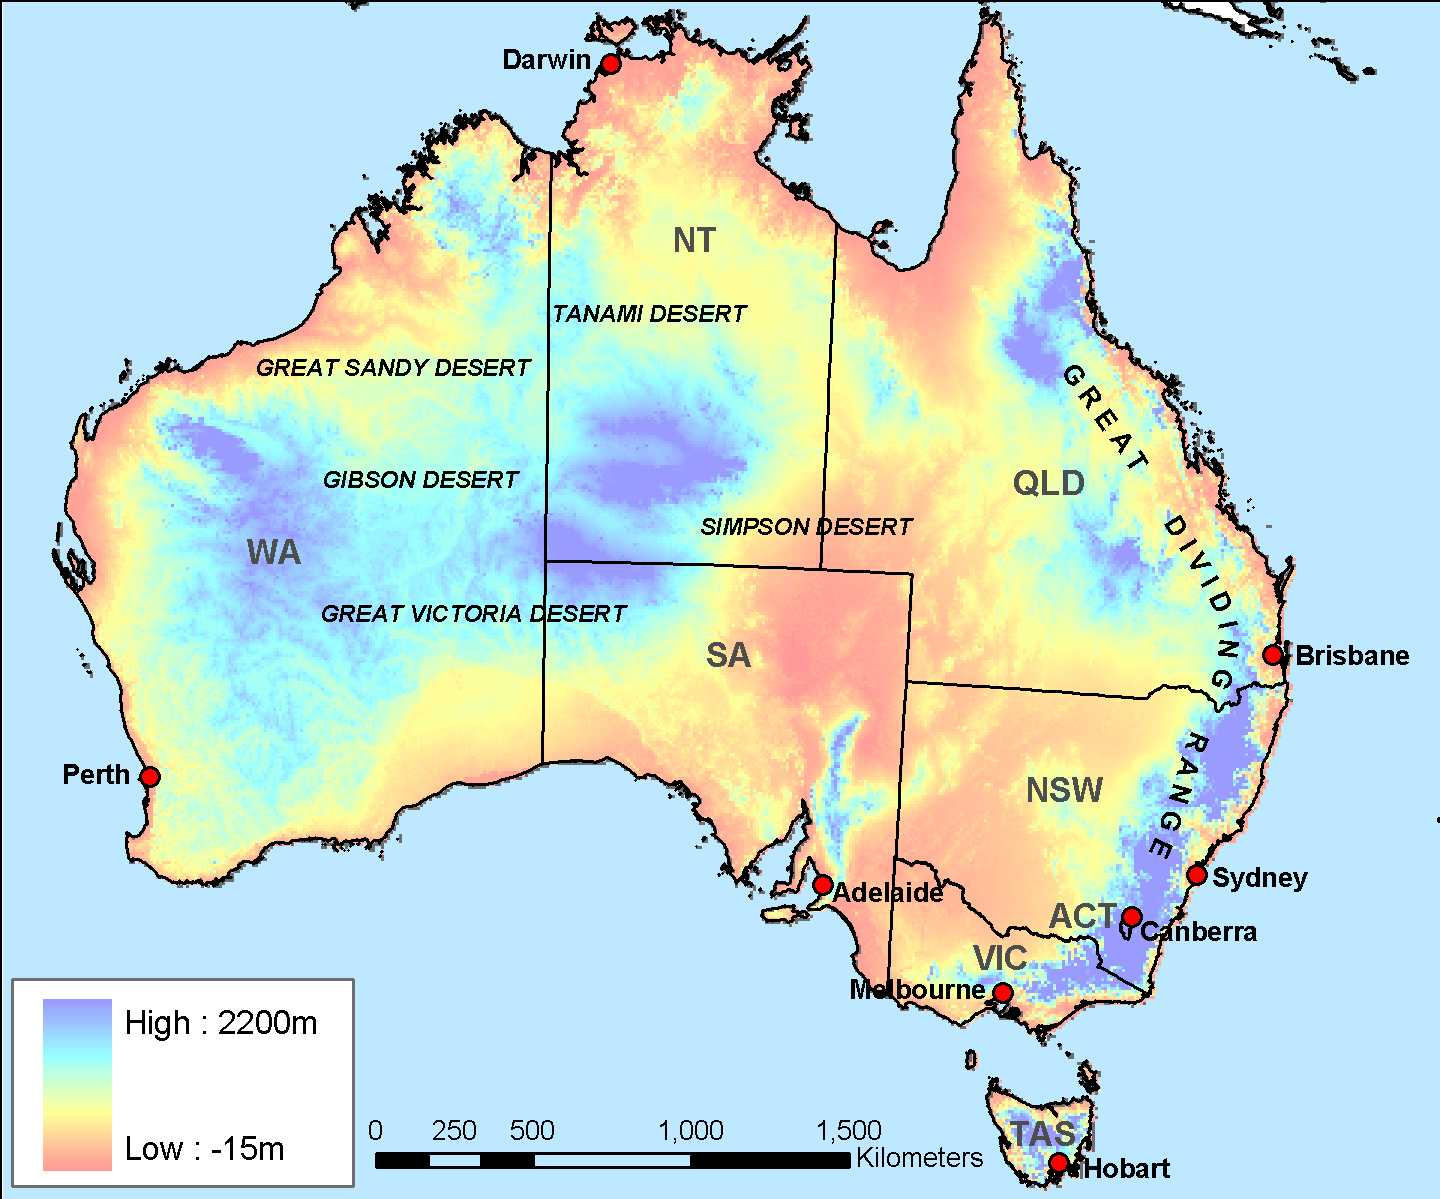 Darwin
NT
TANAMI DESERT
GREAT SANDY DESERT
GREAT DIVIDING RANGE
GIBSON DESERT
QLD
SIMPSON DESERT
WA
GREAT VICTORIA DESERT
SA
Brisbane
Perth
NSW
Sydney
Adelaide
ACT
Canberra
VIC
Melbourne
High : 2200m
Low : -15m
0 250 500 1,000 1,500
Kilometers
TAS
Hobart